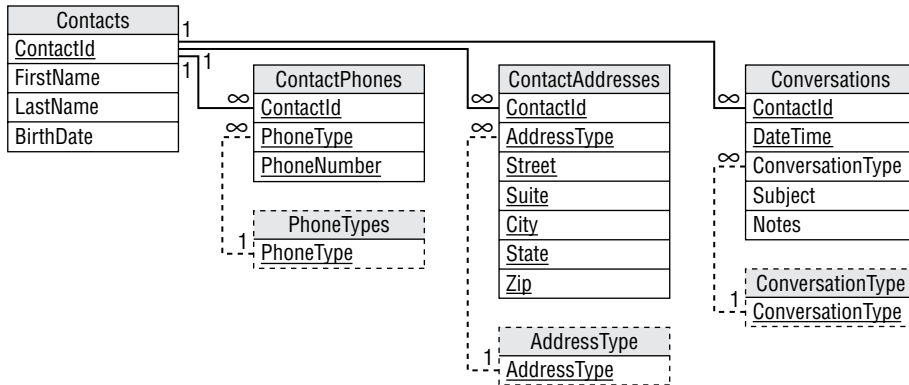 Contacts
ContactId
FirstName
LastName
BirthDate
1
1
1
ContactPhones
∞ ContactId
∞ PhoneType
PhoneNumber
PhoneTypes
1 PhoneType
ContactAddresses
∞ ContactId
∞ AddressType
Street
Suite
City
State
Zip
AddressType
1 AddressType
Conversations
∞ ContactId
DateTime
∞ ConversationType
Subject
Notes
ConversationType
1 ConversationType